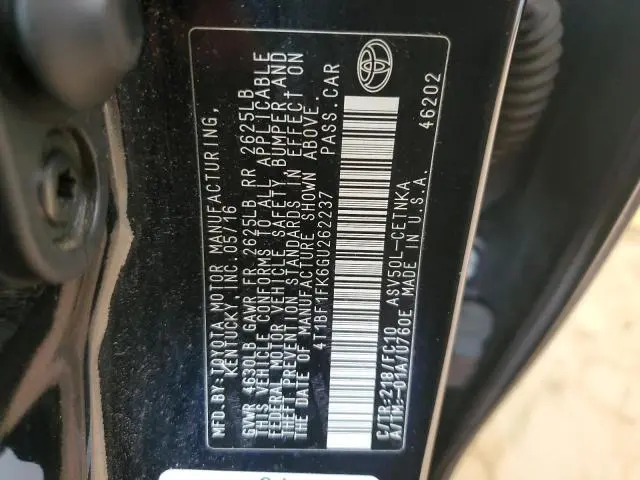 MFD. BY: TOYOTA MOTOR MANUFACTURING,
KENTUCKY, INC. 05/16
GVWR 4630LB GAWR FR 2625LB RR 2625LB
THIS VEHICLE CONFORMS TO ALL APPLICABLE
FEDERAL MOTOR VEHICLE SAFETY, BUMPER AND
THEFT PREVENTION STANDARDS IN EFFECT ON
THE DATE OF MANUFACTURE SHOWN ABOVE.
4T1BF1FK6GU262237 PASS.CAR
C/TR:218/FC10 ASV50L-CETNKA
A/TM:-01A/U760E MADE IN U.S.A.
46202